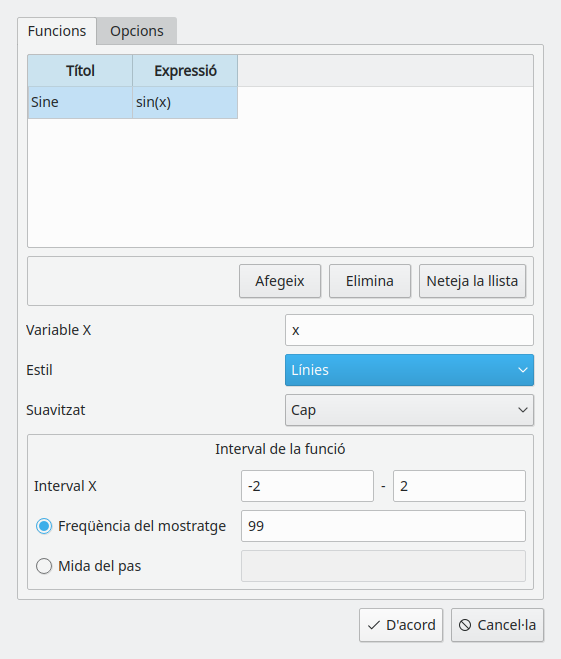 Funcions Opcions
Títol Expressió
Sine sin(x)
Afegeix Elimina Neteja la llista
Variable X x
Estil Línies
Suavitzat Cap
Interval de la funció
Interval X -2 - 2
Freqüència del mostratge 99
Mida del pas
D'acord Cancel·la